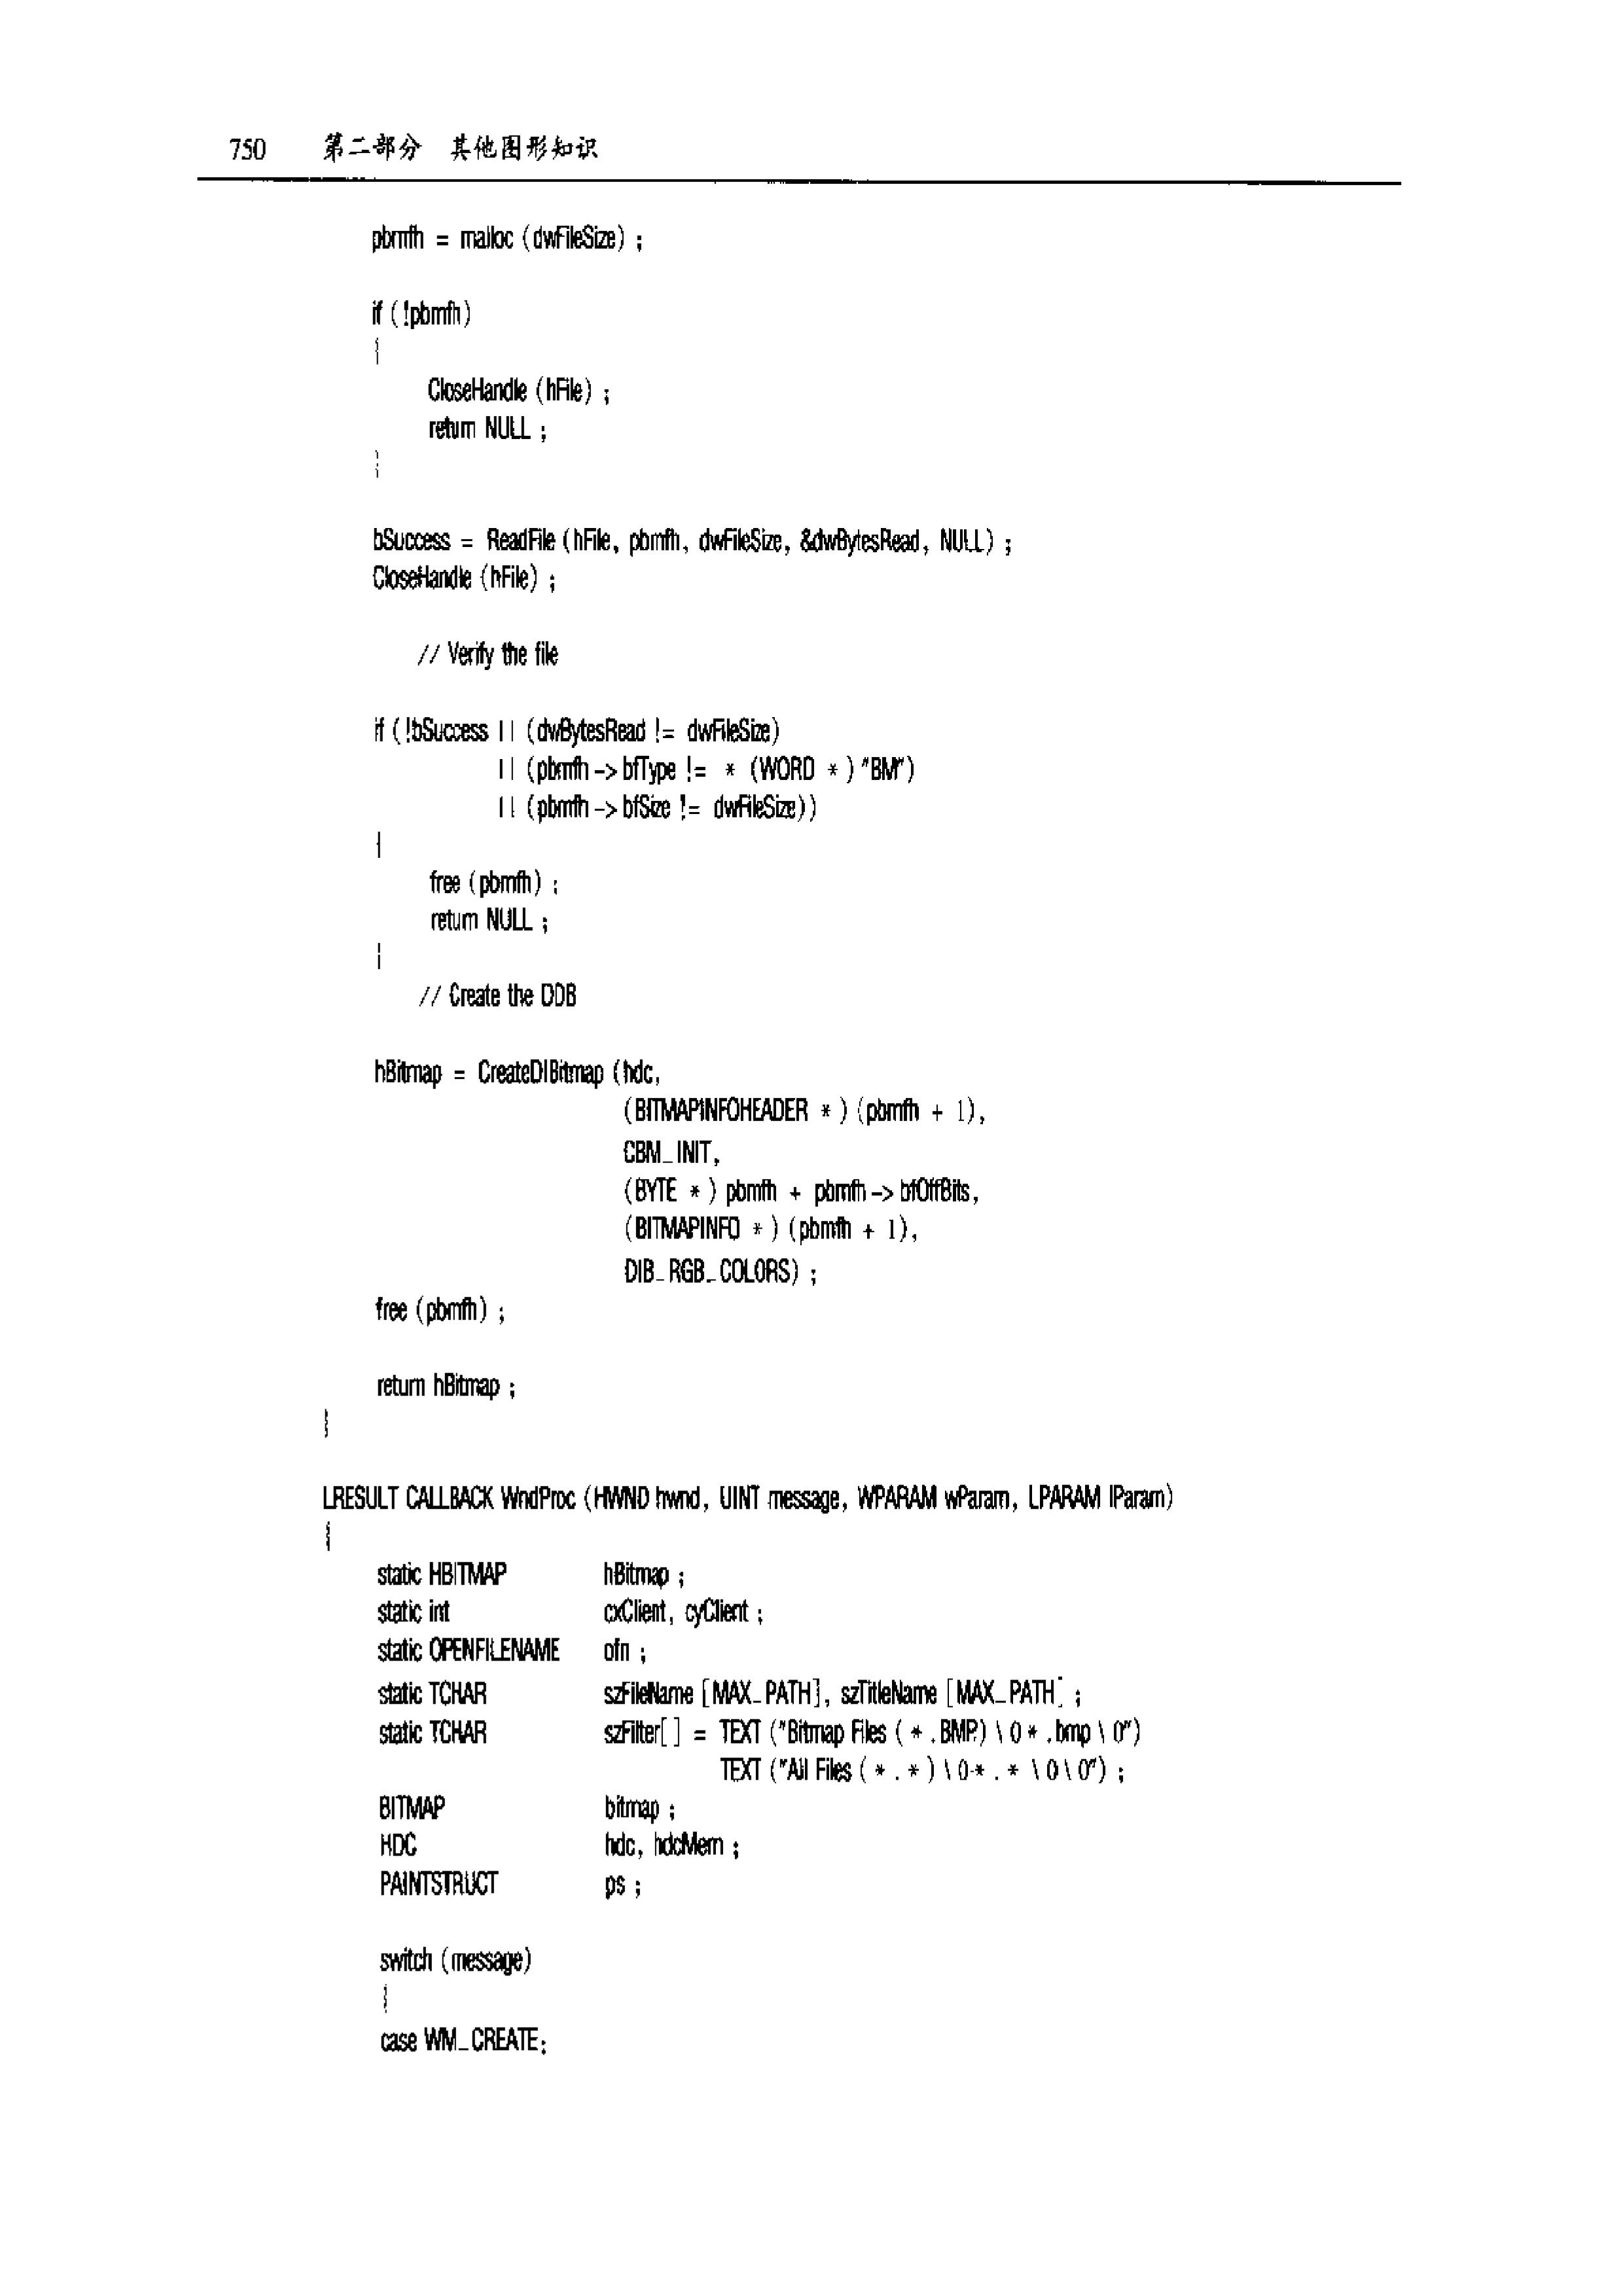 750 第二部分 其他图形知识
pbmfh = malloc (dwFileSize) ;
if (!pbmfh)
{
CloseHandle (hFile) ;
return NULL ;
}
bSuccess = ReadFile (hFile, pbmfh, dwFileSize, &dwBytesRead, NULL) ;
CloseHandle (hFile) ;
// Verify the file
if (!bSuccess || (dwBytesRead != dwFileSize)
|| (pbmfh -> bfType != * (WORD *) "BM")
|| (pbmfh -> bfSize != dwFileSize))
{
free (pbmfh) ;
return NULL ;
}
// Create the DDB
hBitmap = CreateDIBitmap (hdc,
(BITMAPINFOHEADER *) (pbmfh + 1),
CBM_INIT,
(BYTE *) pbmfh + pbmfh -> bfOffBits,
(BITMAPINFO *) (pbmfh + 1),
DIB_RGB_COLORS) ;
free (pbmfh) ;
return hBitmap ;
}
LRESULT CALLBACK WndProc (HWND hwnd, UINT message, WPARAM wParam, LPARAM lParam)
{
static HBITMAP hBitmap ;
static int cxClient, cyClient ;
static OPENFILENAME ofn ;
static TCHAR szFileName [MAX_PATH], szTitleName [MAX_PATH] ;
static TCHAR szFilter[] = TEXT ("Bitmap Files (*.BMP)\0*.bmp\0")
TEXT ("All Files (*.*)\0*.*\0\0") ;
BITMAP bitmap ;
HDC hdc, hdcMem ;
PAINTSTRUCT ps ;
switch (message)
{
case WM_CREATE: